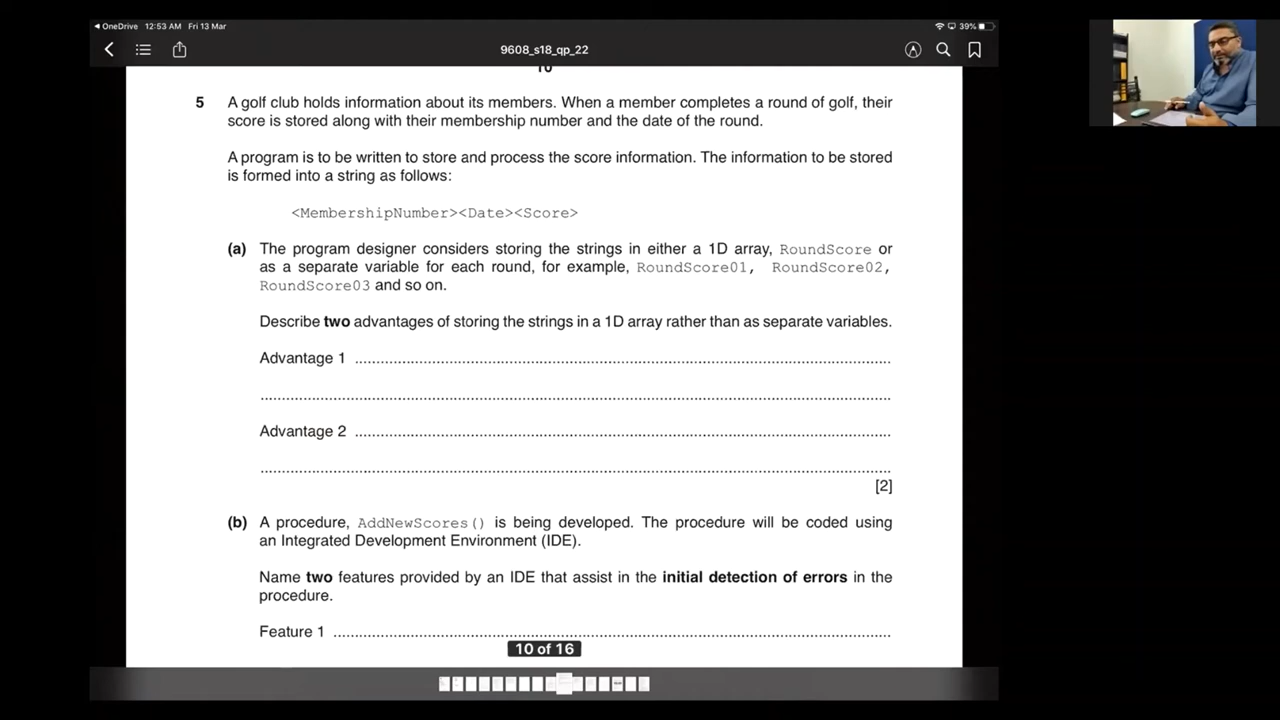 OneDrive 12:53 AM Fri 13 Mar
39%
9608_s18_qp_22
10
5 A golf club holds information about its members. When a member completes a round of golf, their
score is stored along with their membership number and the date of the round.
A program is to be written to store and process the score information. The information to be stored
is formed into a string as follows:
<MembershipNumber><Date><Score>
(a) The program designer considers storing the strings in either a 1D array, RoundScore or
as a separate variable for each round, for example, RoundScore01, RoundScore02,
RoundScore03 and so on.
Describe two advantages of storing the strings in a 1D array rather than as separate variables.
Advantage 1 ................................................................
................................................................
Advantage 2 ................................................................
................................................................
[2]
(b) A procedure, AddNewScores() is being developed. The procedure will be coded using
an Integrated Development Environment (IDE).
Name two features provided by an IDE that assist in the initial detection of errors in the
procedure.
Feature 1 ................................................................
10 of 16